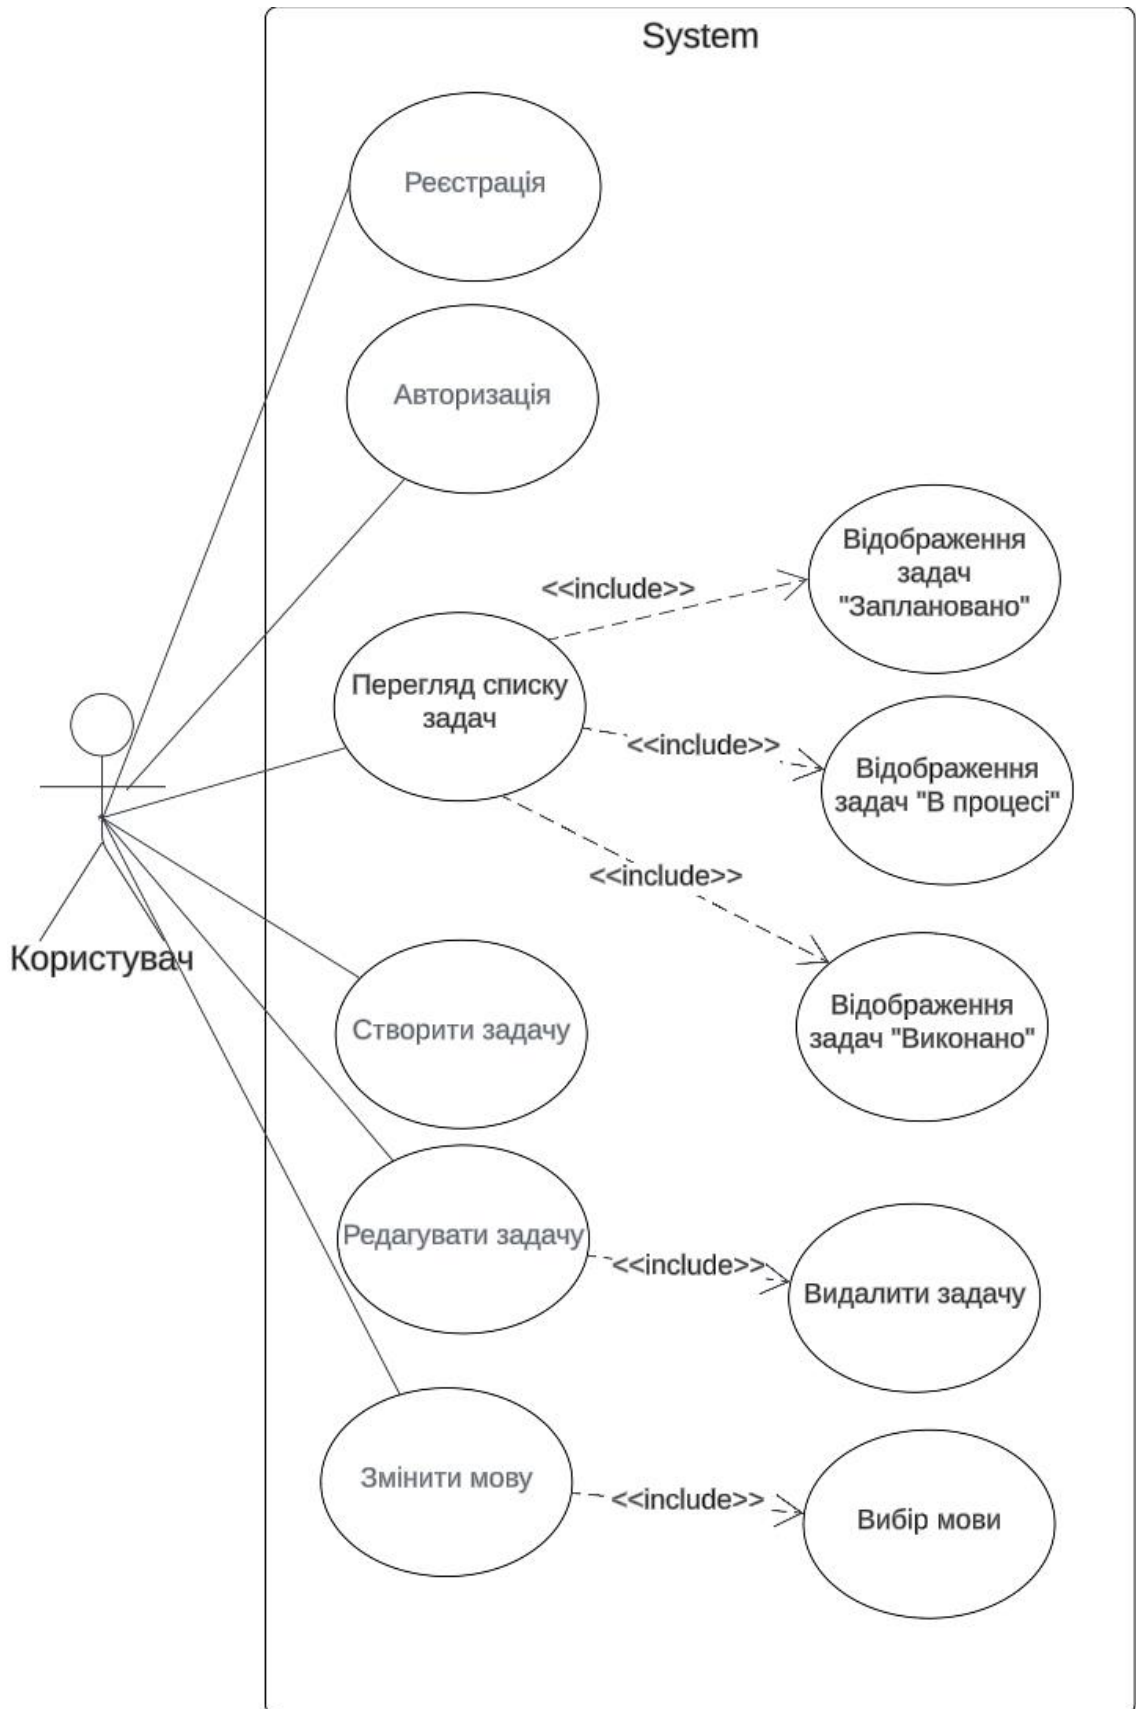 System
Реєстрація
Авторизація
Відображення
задач
"Заплановано"
<<include>>
Перегляд списку
задач
<<include>>
Відображення
задач "В процесі"
<<include>>
Користувач
Відображення
задач "Виконано"
Створити задачу
Редагувати задачу
<<include>>
Видалити задачу
Змінити мову
<<include>>
Вибір мови